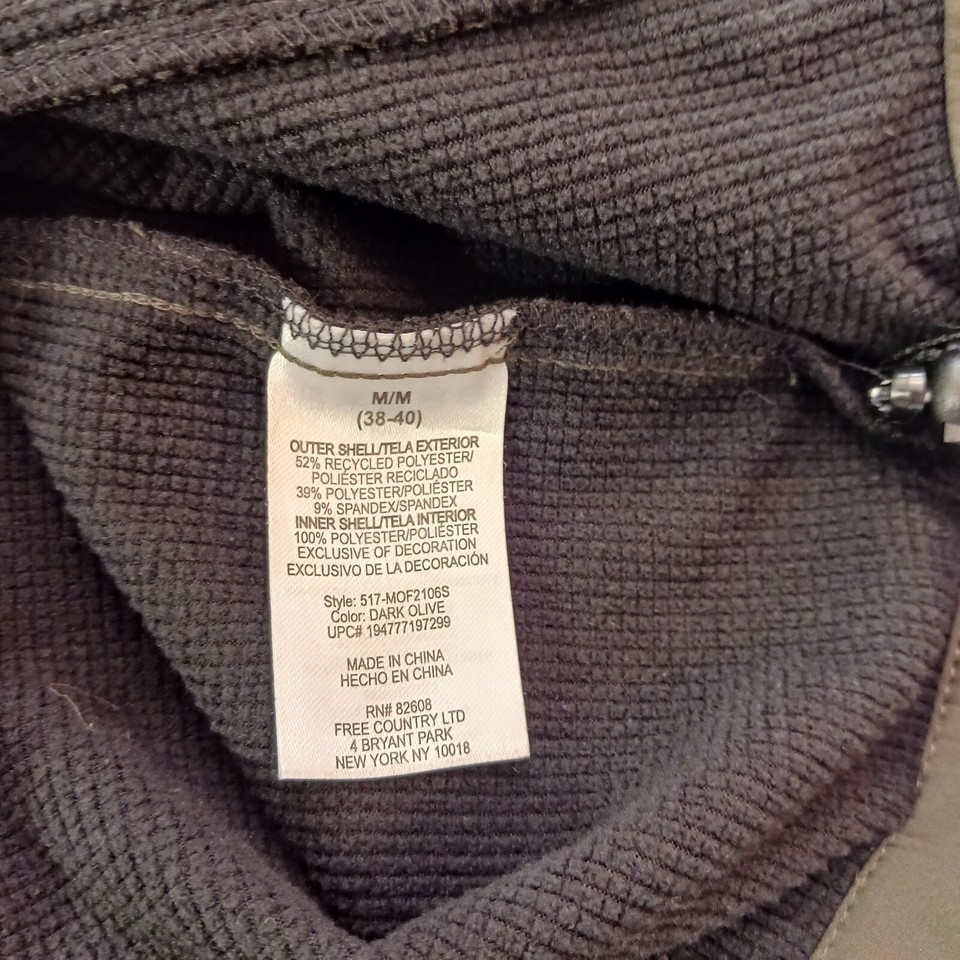 M/M
(38-40)
OUTER SHELL/TELA EXTERIOR
52% RECYCLED POLYESTER/
POLIÉSTER RECICLADO
39% POLYESTER/POLIÉSTER
9% SPANDEX/SPANDEX
INNER SHELL/TELA INTERIOR
100% POLYESTER/POLIÉSTER
EXCLUSIVE OF DECORATION
EXCLUSIVO DE LA DECORACIÓN
Style: 517-MOF2106S
Color: DARK OLIVE
UPC# 194777197299
MADE IN CHINA
HECHO EN CHINA
RN# 82608
FREE COUNTRY LTD
4 BRYANT PARK
NEW YORK NY 10018